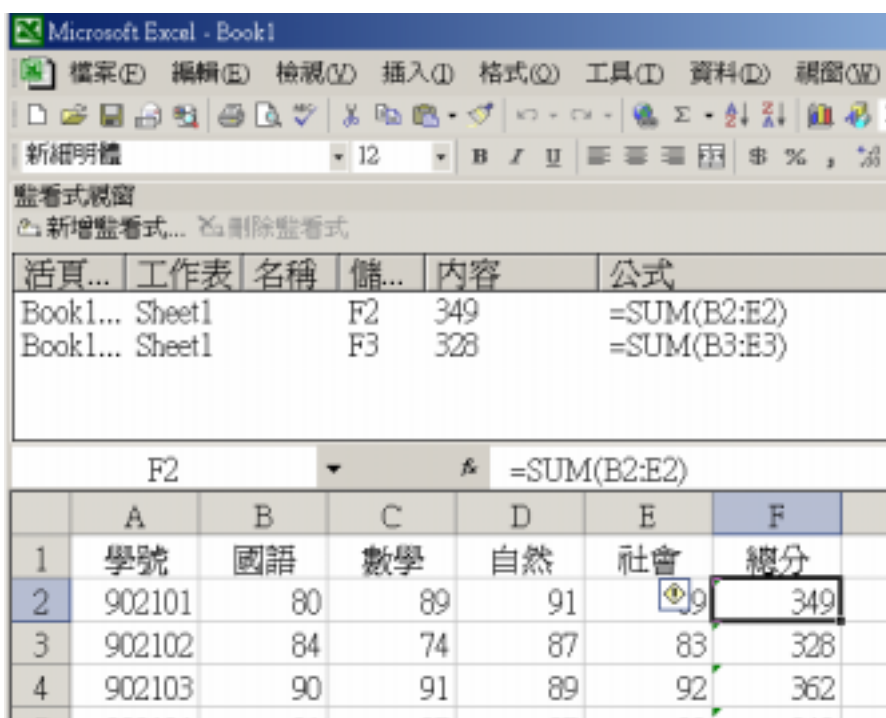 Microsoft Excel - Book1
檔案(F) 編輯(E) 檢視(V) 插入(I) 格式(O) 工具(T) 資料(D) 視窗(W)
新細明體 12 B I U $ % ,
監看式視窗
新增監看式... 刪除監看式
活頁... 工作表 名稱 儲... 內容 公式
Book1... Sheet1 F2 349 =SUM(B2:E2)
Book1... Sheet1 F3 328 =SUM(B3:E3)
F2 fx =SUM(B2:E2)
A B C D E F
1 學號 國語 數學 自然 社會 總分
2 902101 80 89 91 9 349
3 902102 84 74 87 83 328
4 902103 90 91 89 92 362